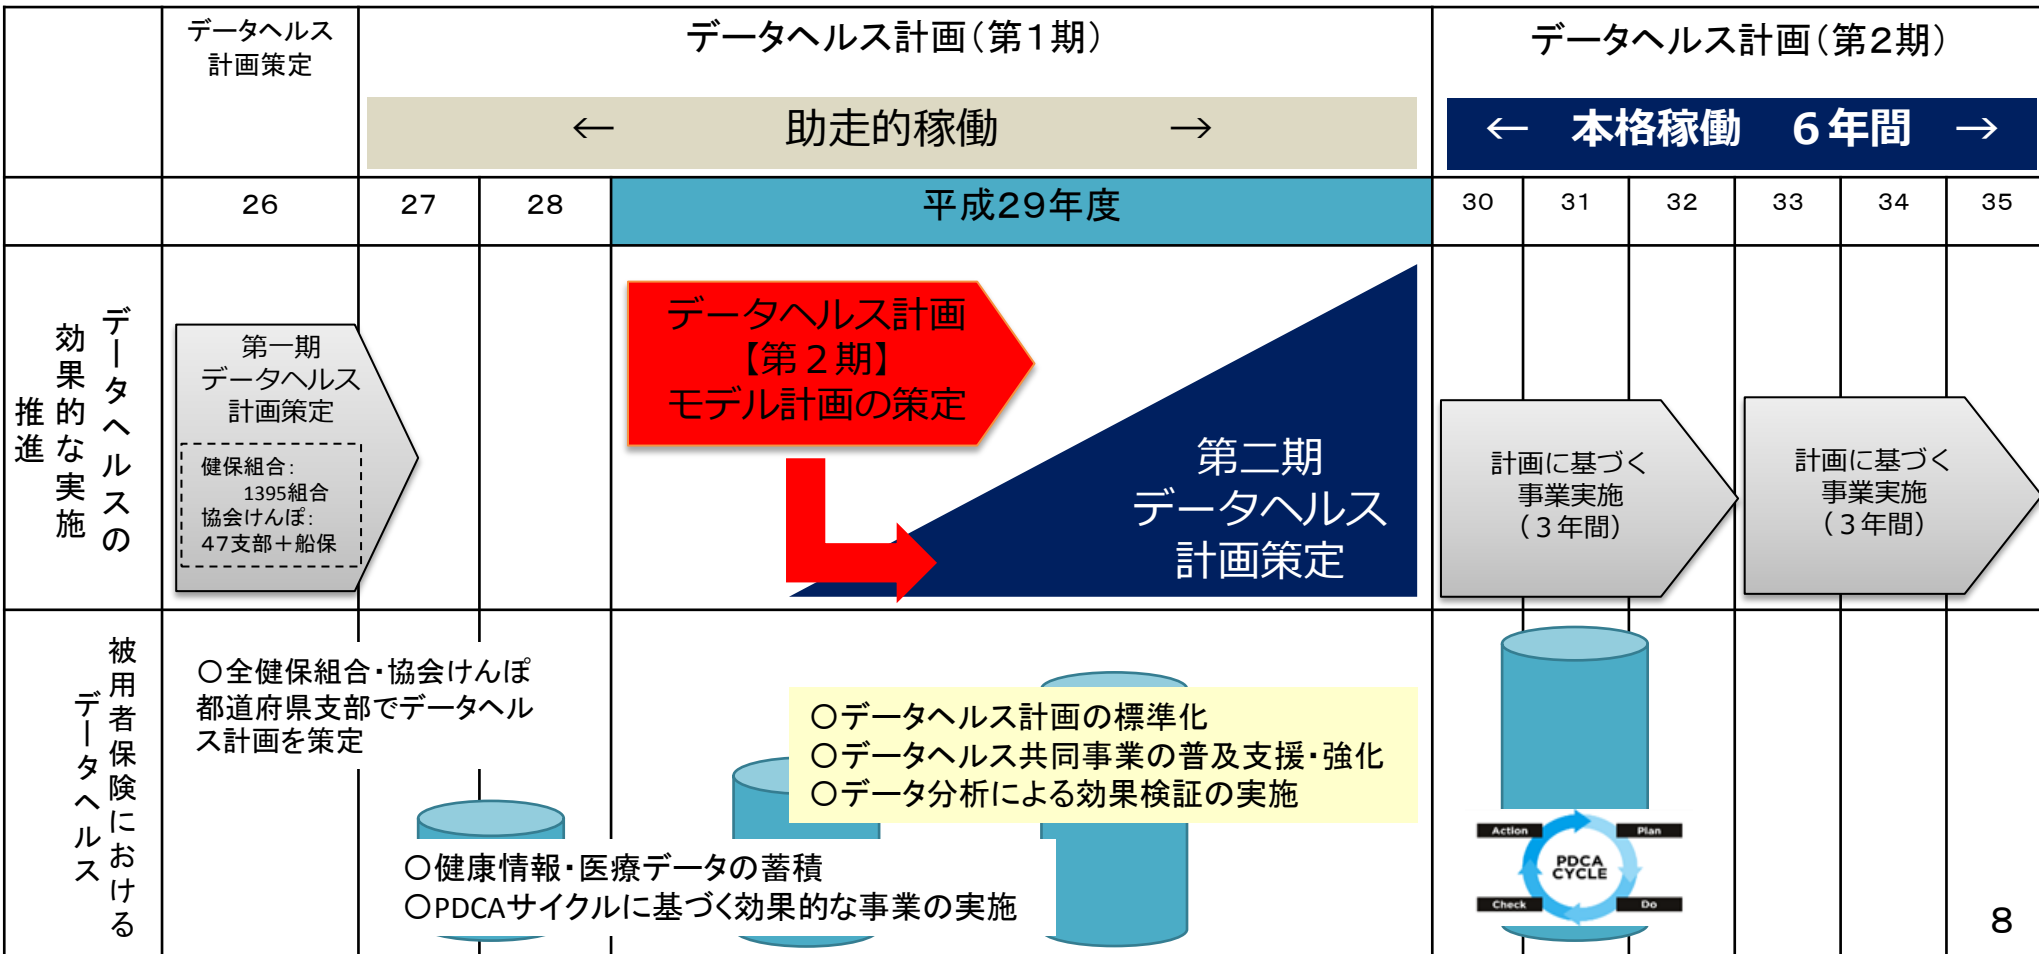 データヘルス
計画策定
データヘルス計画(第1期)
データヘルス計画(第2期)
← 助走的稼働 →
← 本格稼働 6年間 →
26
27
28
平成29年度
30
31
32
33
34
35
データヘルスの
効果的な実施
推進
第一期
データヘルス
計画策定
健保組合:
1395組合
協会けんぽ:
47支部+船保
データヘルス計画
【第2期】
モデル計画の策定
第二期
データヘルス
計画策定
計画に基づく
事業実施
(3年間)
計画に基づく
事業実施
(3年間)
被用者保険における
データヘルス
○全健保組合・協会けんぽ
都道府県支部でデータヘル
ス計画を策定
○データヘルス計画の標準化
○データヘルス共同事業の普及支援・強化
○データ分析による効果検証の実施
○健康情報・医療データの蓄積
○PDCAサイクルに基づく効果的な事業の実施
Action
Plan
PDCA
CYCLE
Check
Do
8